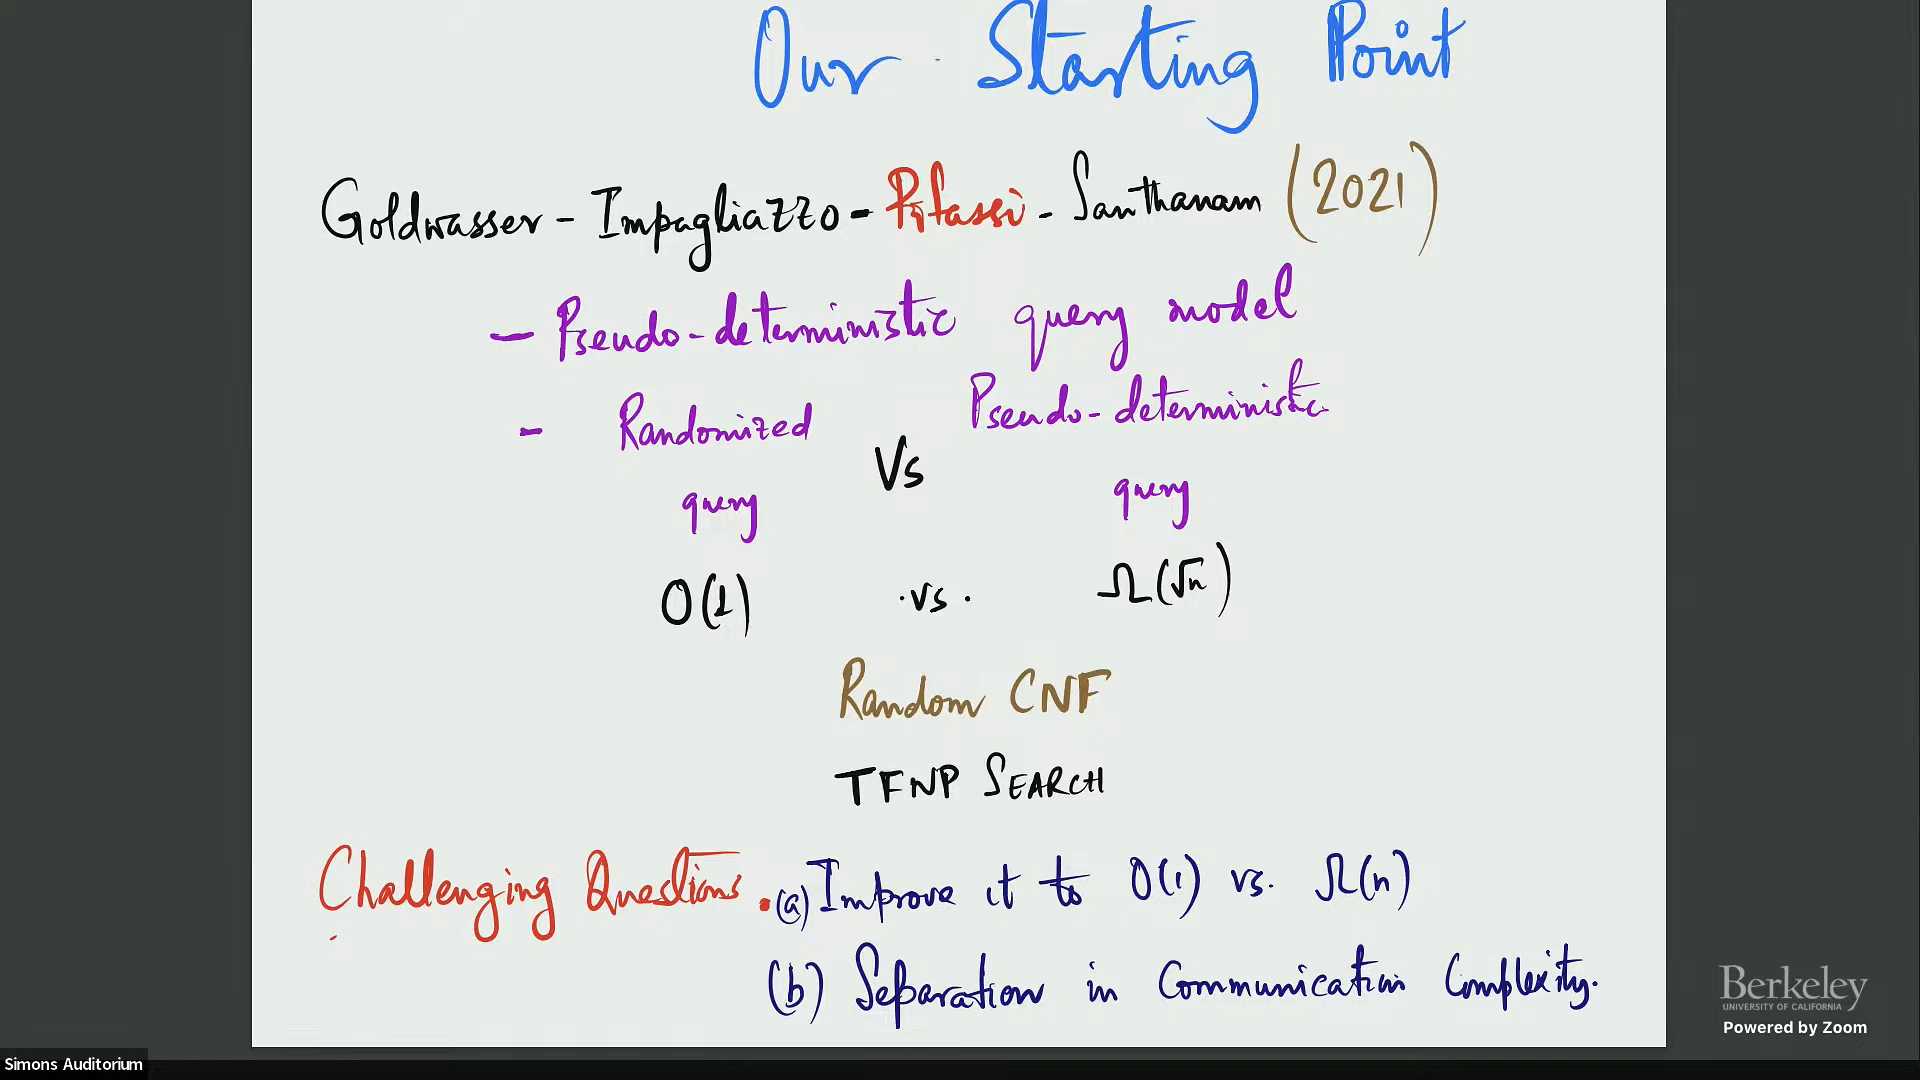 Our Starting Point
Goldwasser - Impagliazzo - Pitassi - Santhanam (2021)
- Pseudo-deterministic query model
- Randomized query Vs Pseudo-deterministic query
O(1) .vs. Ω(√n)
Random CNF
TFNP SEARCH
Challenging Questions. (a) Improve it to O(1) vs. Ω(n)
(b) Separation in Communication Complexity.
Berkeley
UNIVERSITY OF CALIFORNIA
Powered by Zoom
Simons Auditorium